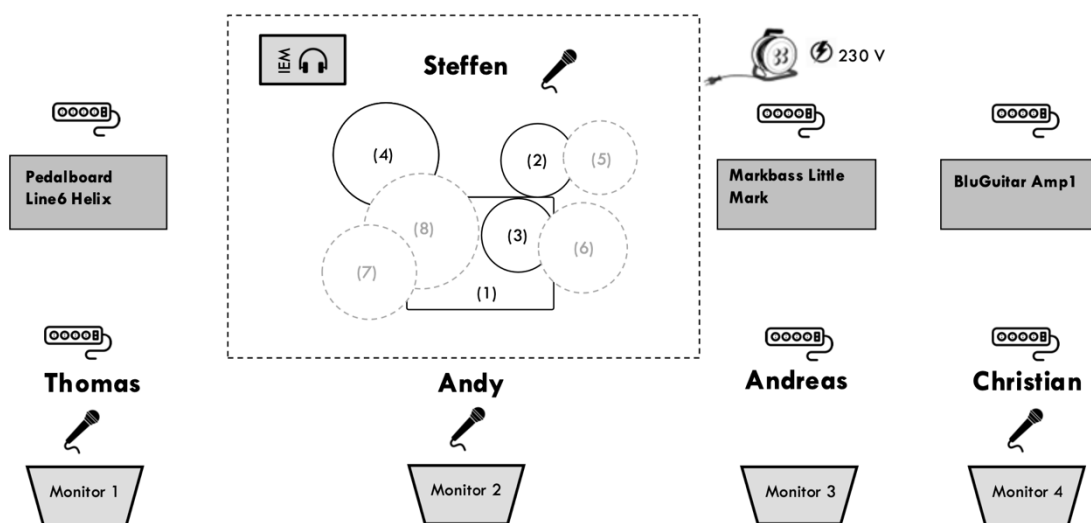 IEM
Steffen
230 V
(4)
(2)
(5)
Pedalboard
Line6 Helix
Markbass Little
Mark
BluGuitar Amp1
(8)
(3)
(6)
(7)
(1)
Thomas
Andy
Andreas
Christian
Monitor 1
Monitor 2
Monitor 3
Monitor 4